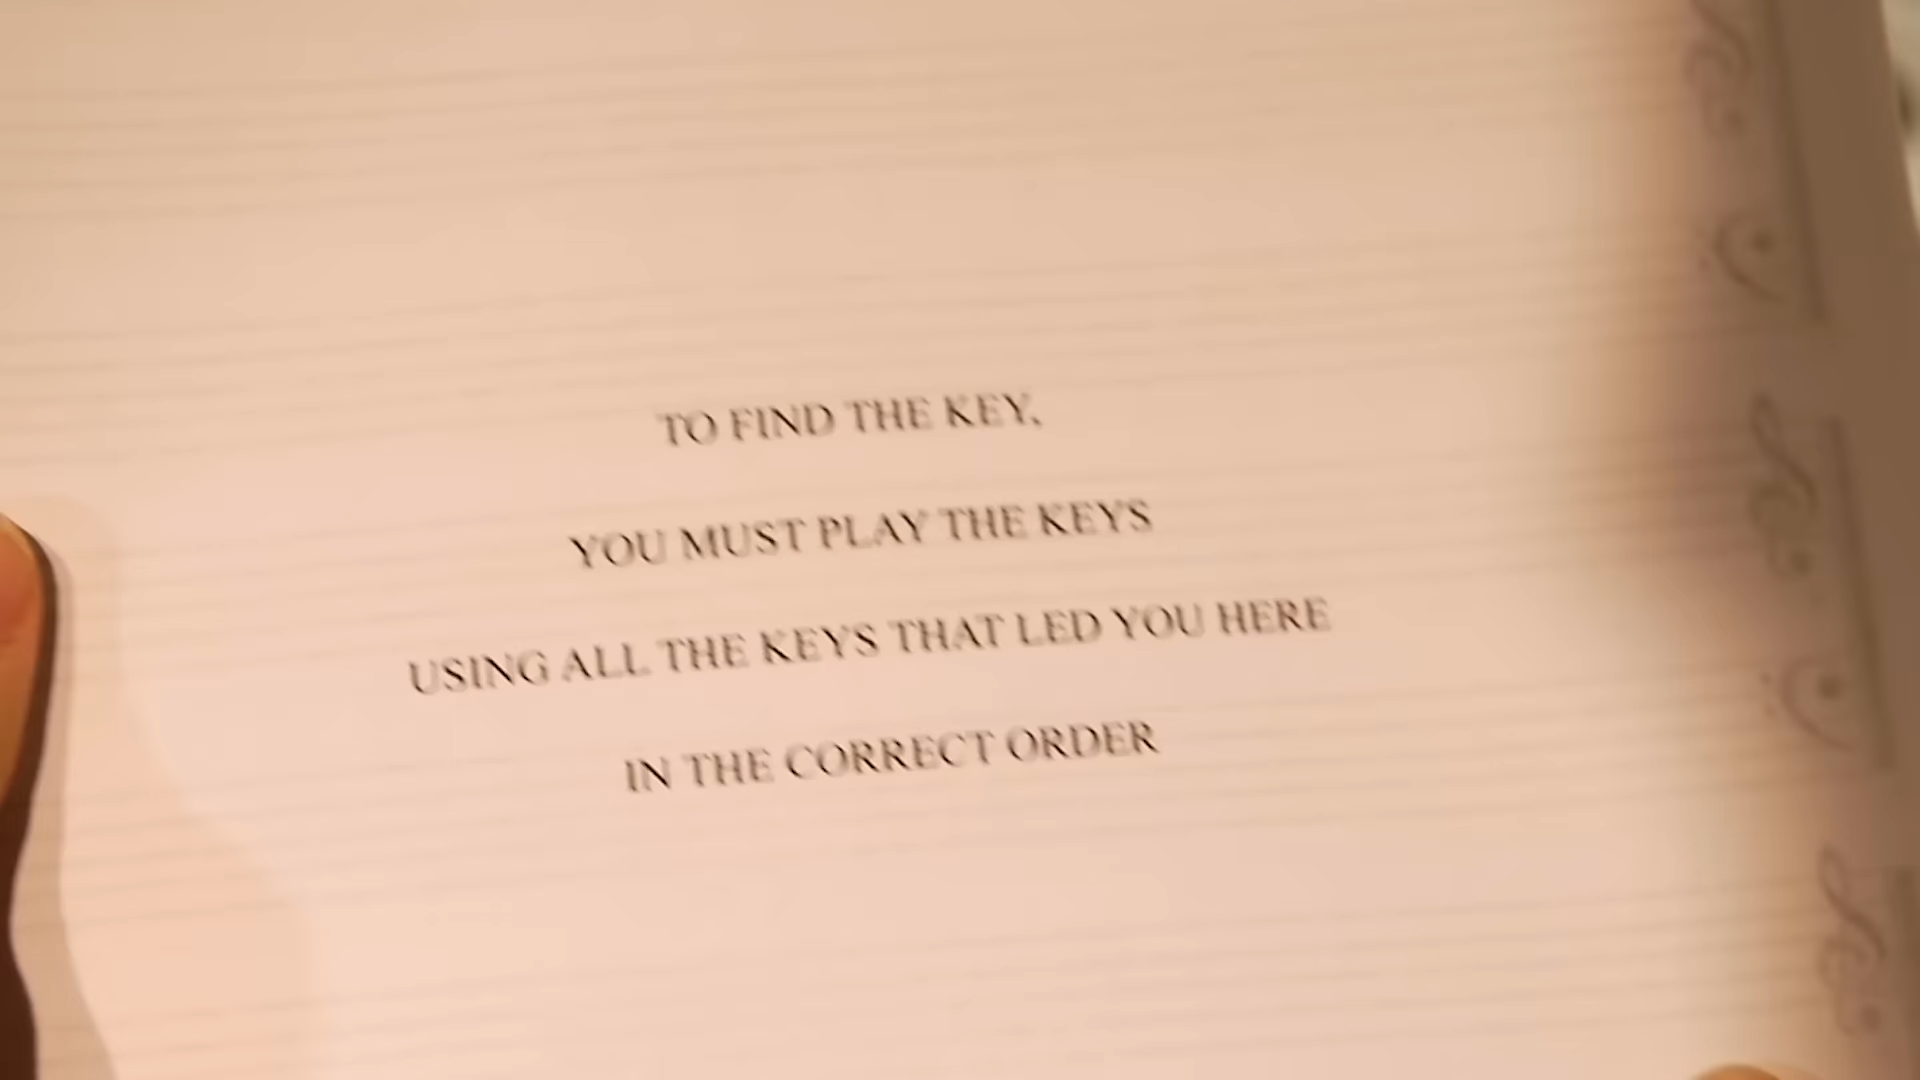 TO FIND THE KEY,
YOU MUST PLAY THE KEYS
USING ALL THE KEYS THAT LED YOU HERE
IN THE CORRECT ORDER